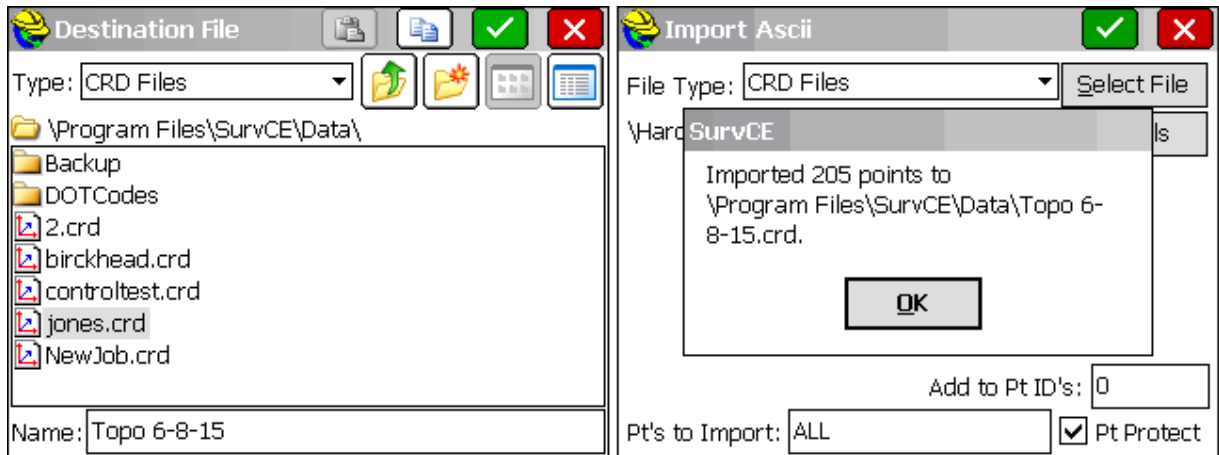 Destination File
Type: CRD Files
\Program Files\SurvCE\Data\
Backup
DOTCodes
2.crd
birckhead.crd
controltest.crd
jones.crd
NewJob.crd
Name: Topo 6-8-15
Import Ascii
File Type: CRD Files Select File
\Hard
ls
SurvCE
Imported 205 points to
\Program Files\SurvCE\Data\Topo 6-
8-15.crd.
OK
Add to Pt ID's: 0
Pt's to Import: ALL Pt Protect